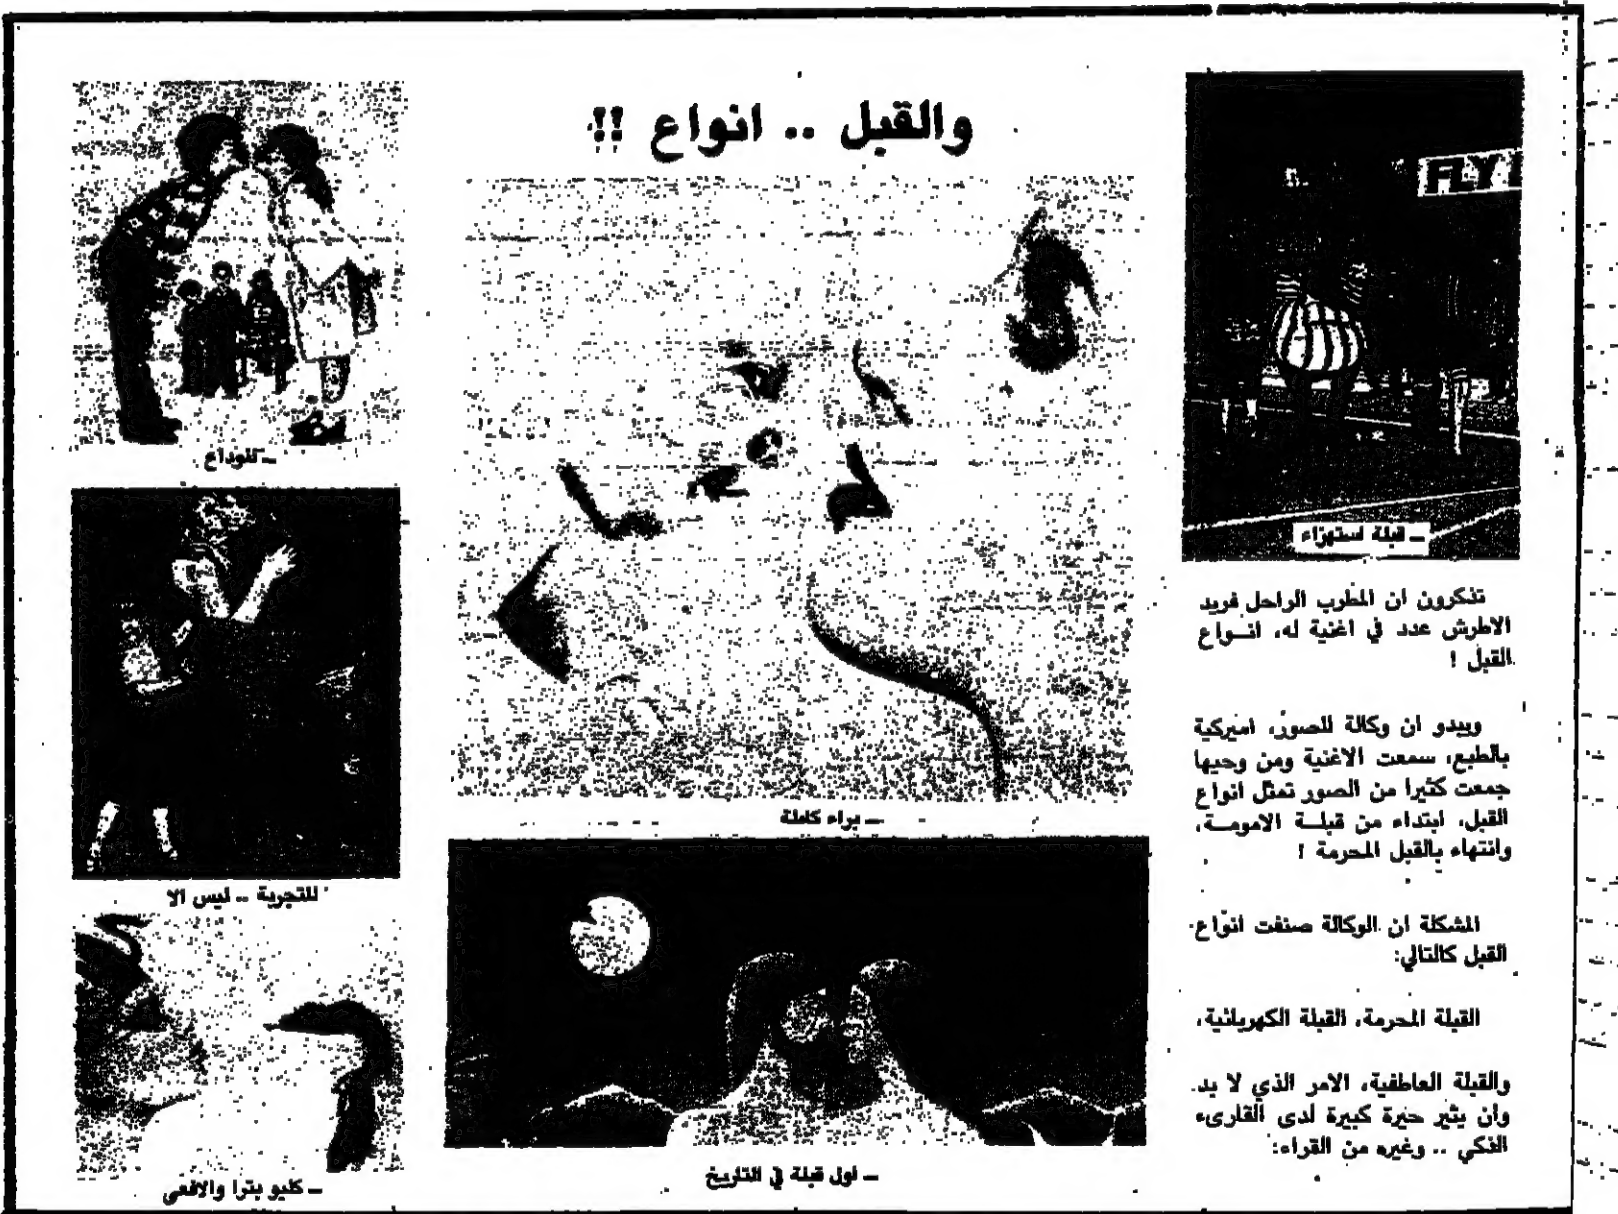 والقبل .. انواع !!
FLY
ـ قبلة استهزاء
تذكرون ان المطرب الراحل فريد
الاطرش عدد في اغنية له، انـواع
القبل !
ويبدو ان وكالة للصور، اميركية
بالطبع، سمعت الاغنية ومن وحيها
جمعت كثيرا من الصور تمثل انواع
القبل، ابتداء من قبلـة الامومـة،
وانتهاء بالقبل المحرمة !
المشكلة ان الوكالة صنفت انواع
القبل كالتالي:
القبلة المحرمة، القبلة الكهربائية،
والقبلة العاطفية، الامر الذي لا بد
وان يثير حيرة كبيرة لدى القارىء
الذكي .. وغيره من القراء:
ـ براءة كاملة
ـ اول قبلة في التاريخ
ـ للوداع
للتجربة .. ليس الا
ـ كليو بترا والافعى